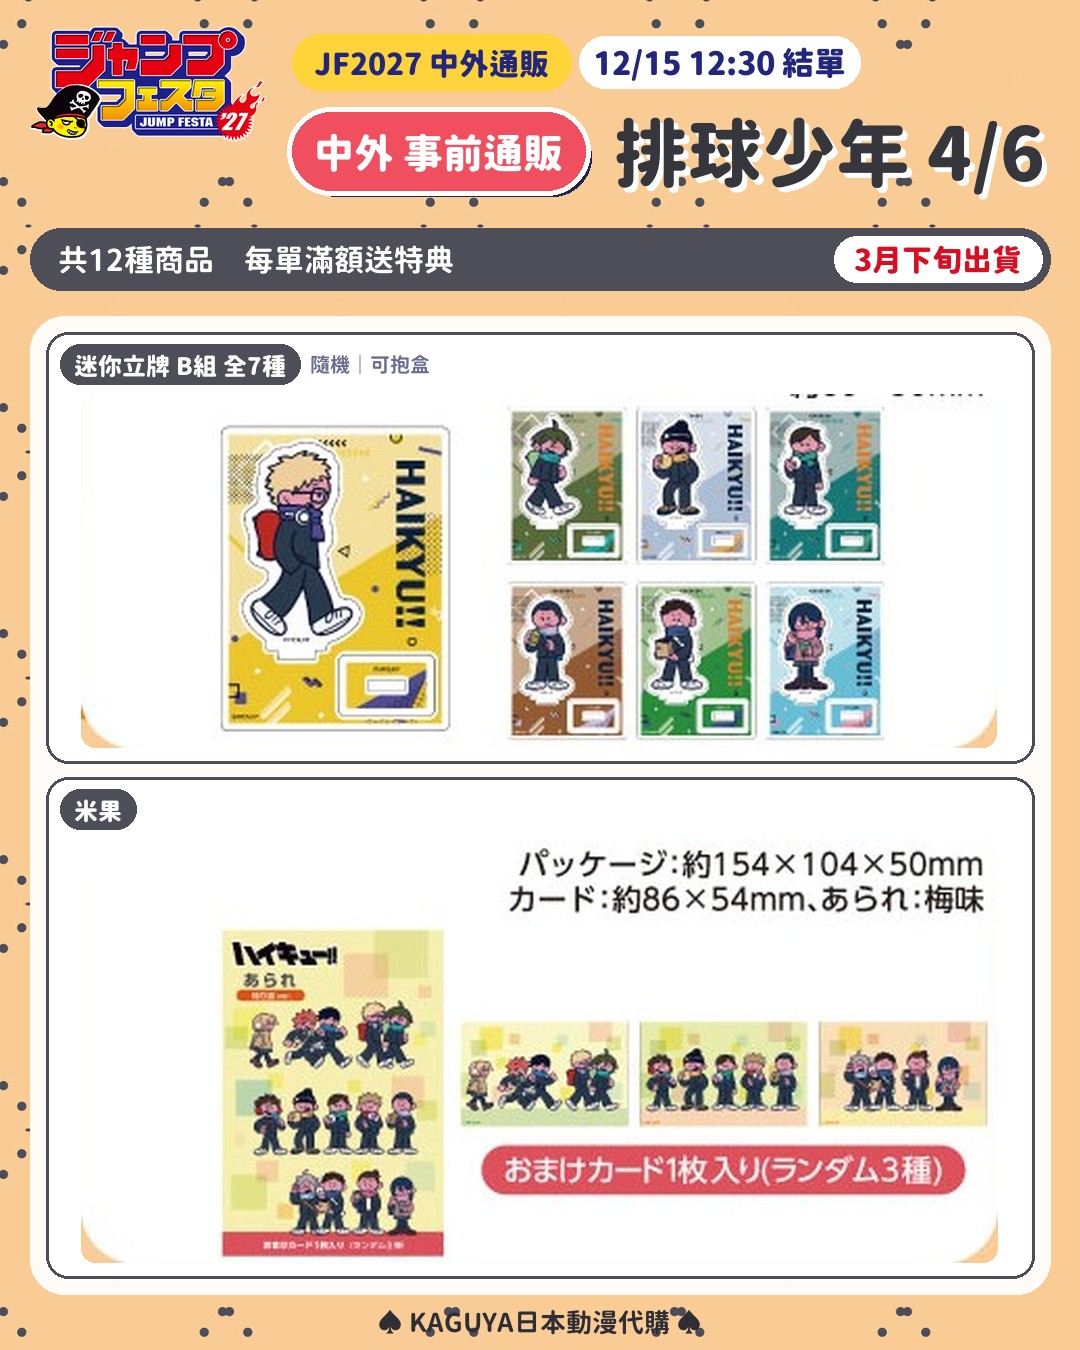 ジャンプ
フェスタ
JUMP FESTA '27
JF2027 中外通販
12/15 12:30 結單
中外 事前通販
排球少年 4/6
共12種商品 每單滿額送特典
3月下旬出貨
迷你立牌 B組 全7種
隨機|可抱盒
HAIKYU!!
HAIKYU!!
HAIKYU!!
HAIKYU!!
HAIKYU!!
HAIKYU!!
HAIKYU!!
米果
パッケージ:約154×104×50mm
カード:約86×54mm、あられ:梅味
ハイキュー!!
あられ
おまけカード1枚入り(ランダム3種)
♠ KAGUYA日本動漫代購 ♠